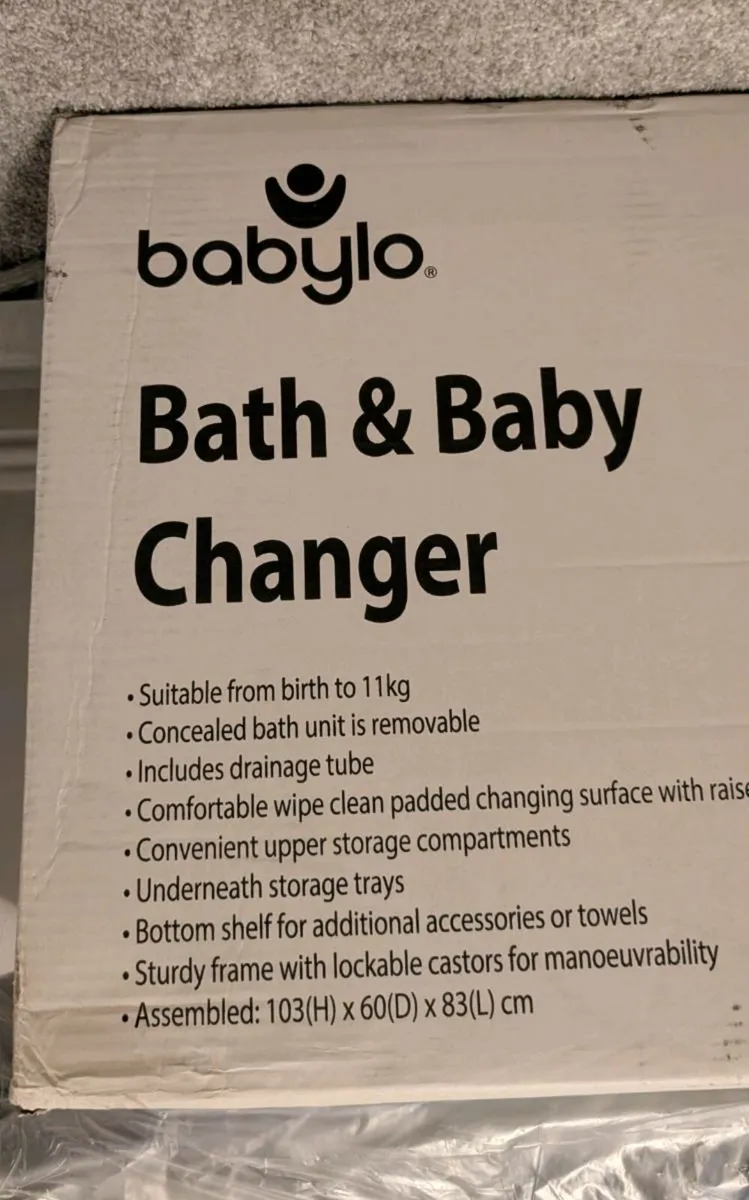 babylo®
Bath & Baby
Changer
• Suitable from birth to 11kg
• Concealed bath unit is removable
• Includes drainage tube
• Comfortable wipe clean padded changing surface with
• Convenient upper storage compartments
• Underneath storage trays
• Bottom shelf for additional accessories or towels
• Sturdy frame with lockable castors for manoeuvrability
• Assembled: 103(H) x 60(D) x 83(L) cm